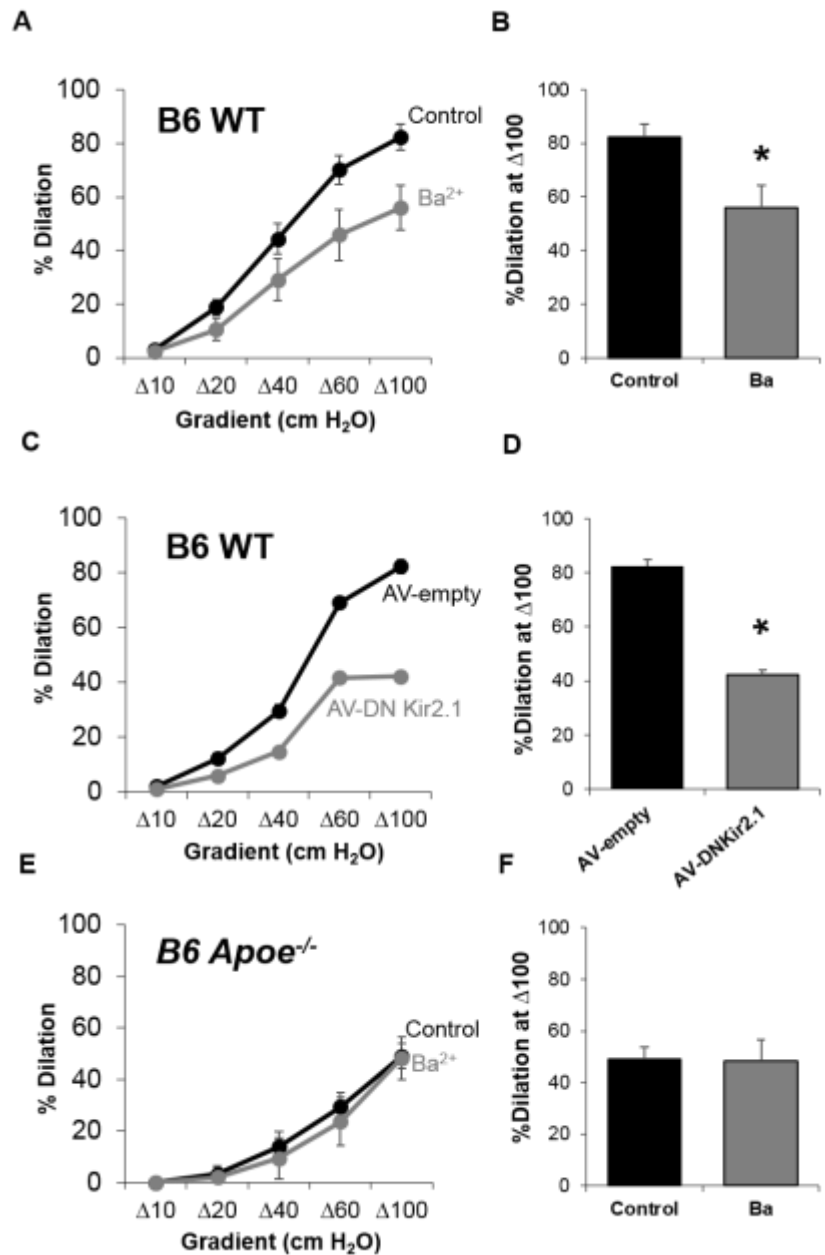 A
B
100
80
60
40
20
0
% Dilation
B6 WT
Control
Ba²⁺
Δ10 Δ20 Δ40 Δ60 Δ100
Gradient (cm H₂O)
100
80
60
40
20
0
%Dilation at Δ100
*
Control Ba
C
D
100
80
60
40
20
0
% Dilation
B6 WT
AV-empty
AV-DN Kir2.1
Δ10 Δ20 Δ40 Δ60 Δ100
Gradient (cm H₂O)
100
80
60
40
20
0
%Dilation at Δ100
*
AV-empty AV-DNKir2.1
E
F
100
80
60
40
20
0
% Dilation
B6 Apoe⁻/⁻
Control
Ba²⁺
Δ10 Δ20 Δ40 Δ60 Δ100
Gradient (cm H₂O)
100
80
60
40
20
0
%Dilation at Δ100
Control Ba